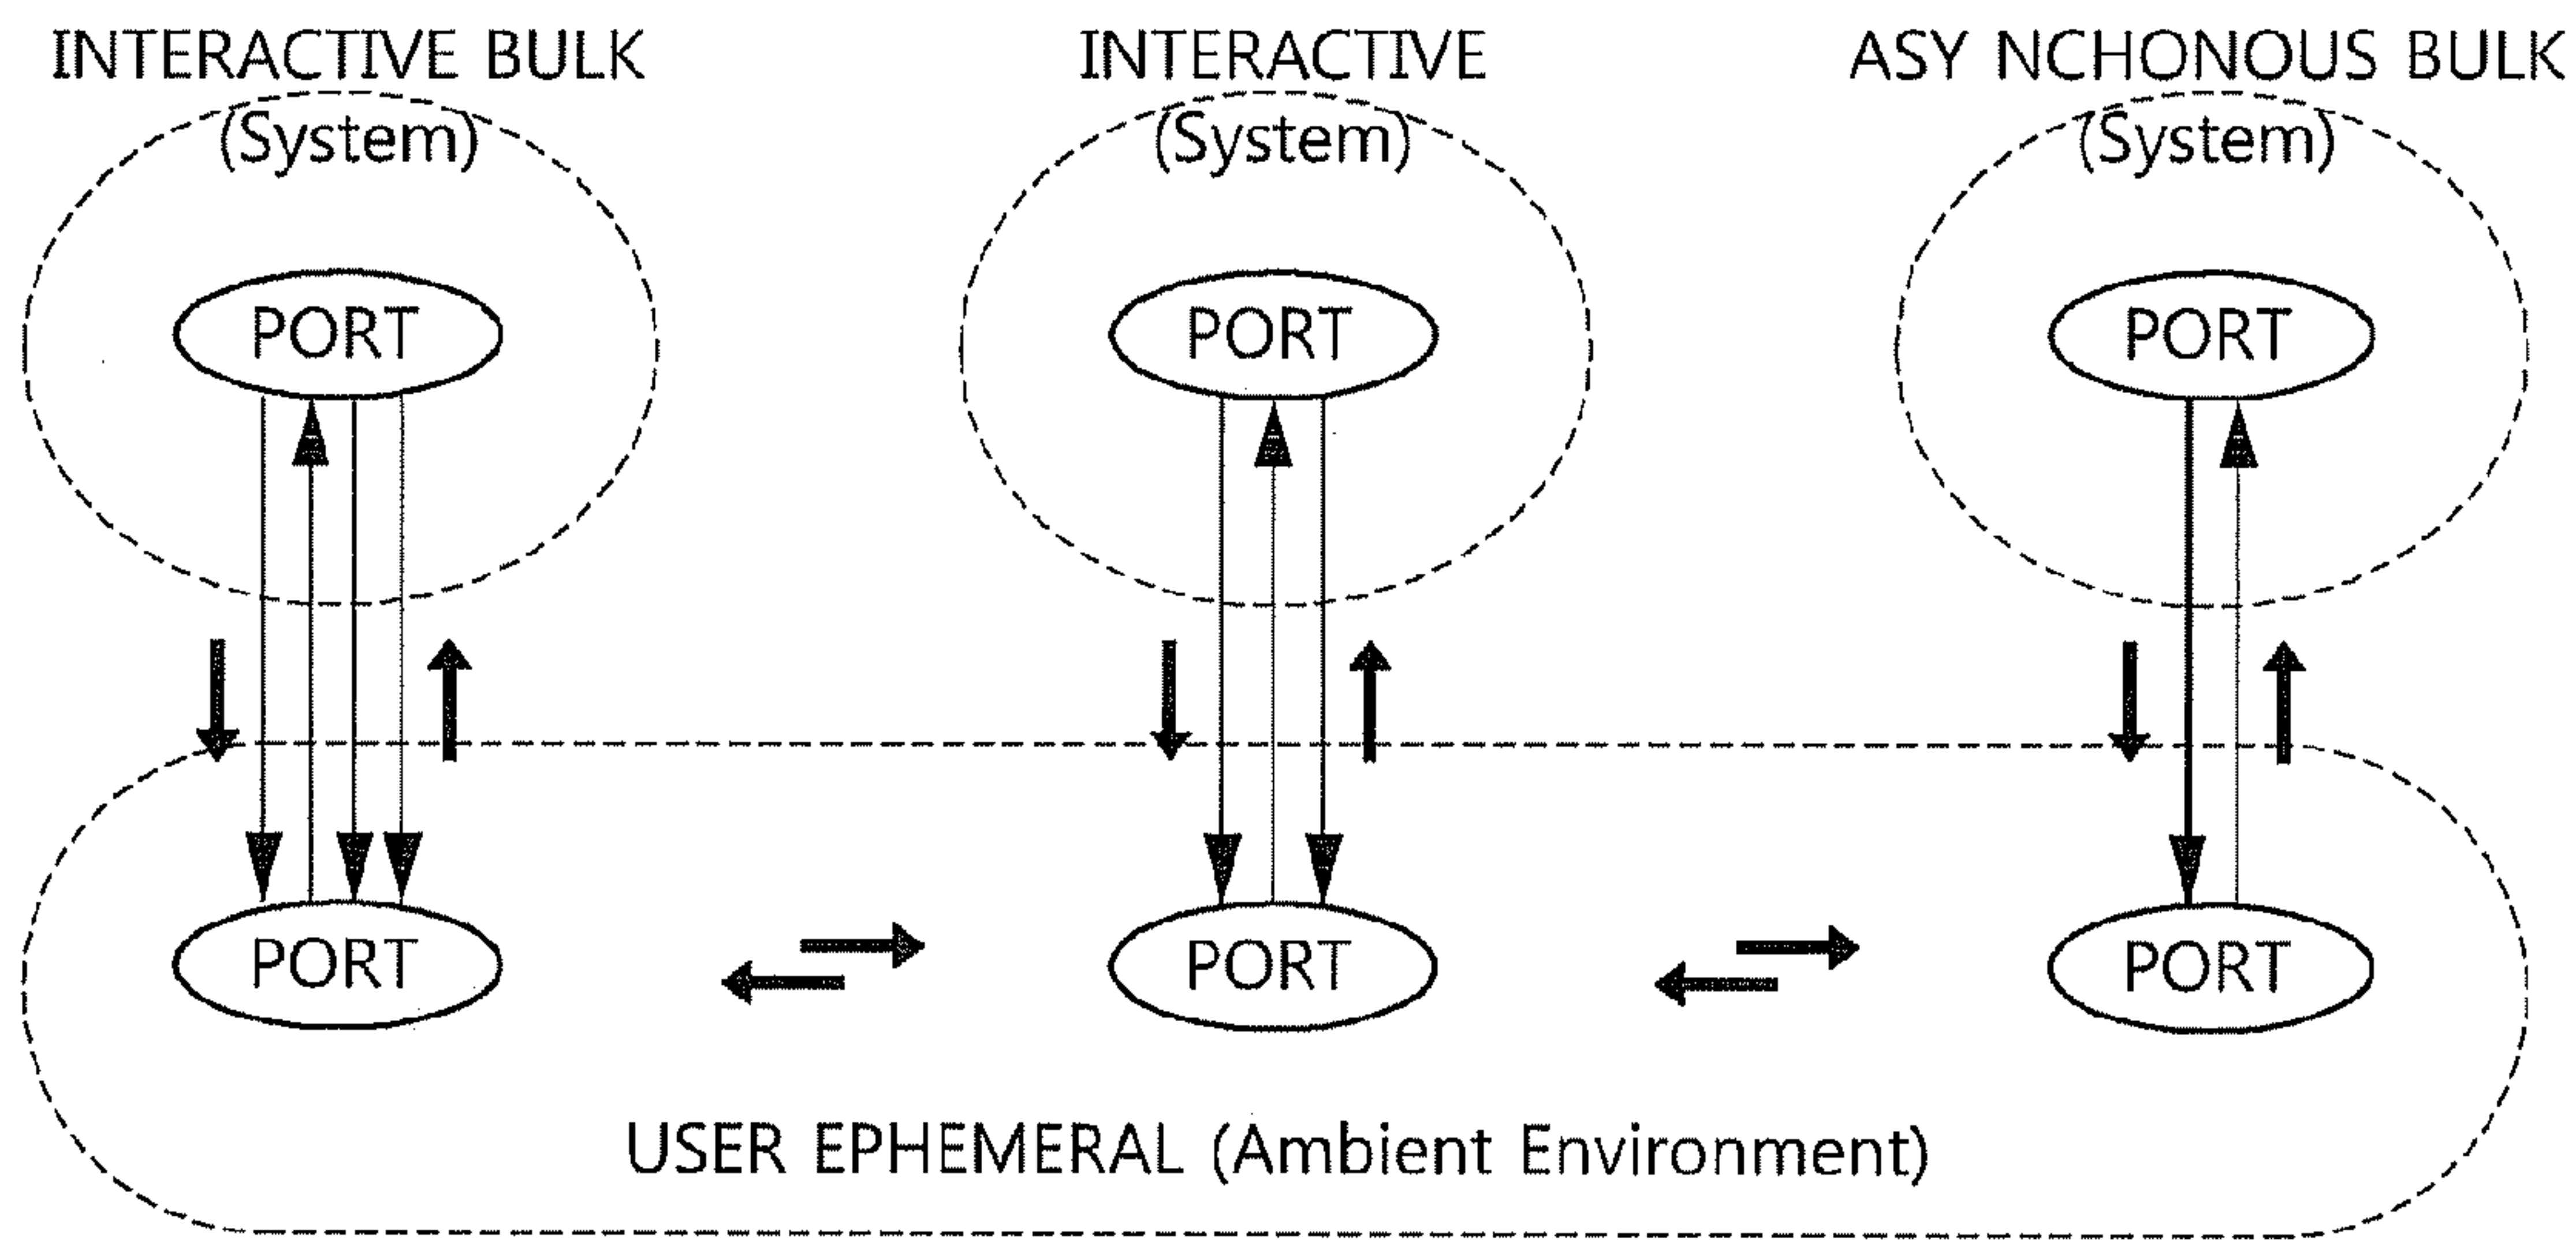 INTERACTIVE BULK
(System)
INTERACTIVE
(System)
ASY NCHONOUS BULK
(System)
PORT
PORT
PORT
PORT
PORT
PORT
USER EPHEMERAL (Ambient Environment)